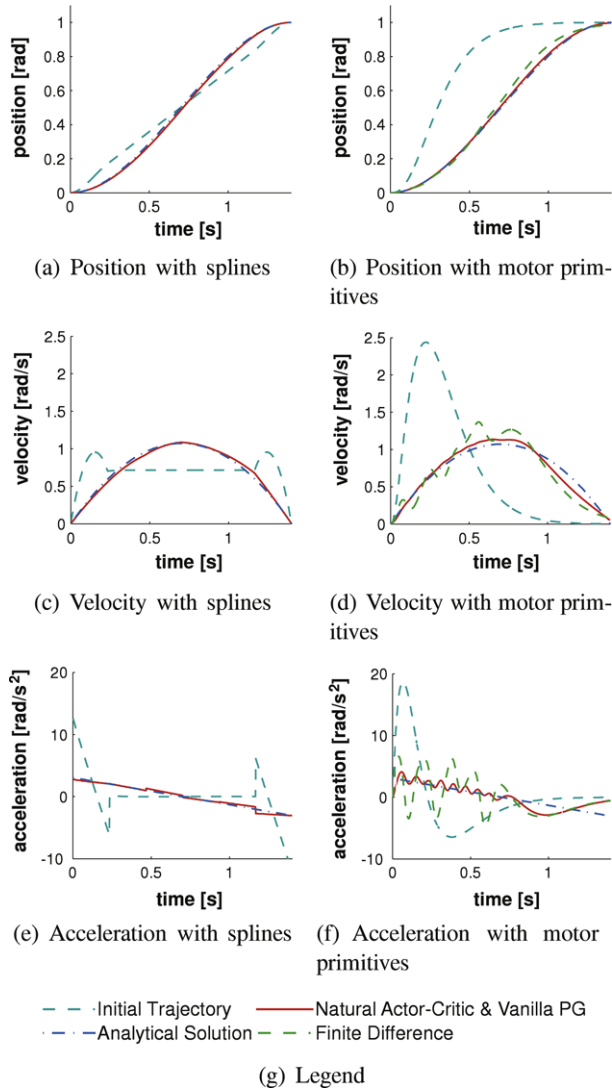 1
0.8
0.6
0.4
0.2
0
position [rad]
0 0.5 1
time [s]
(a) Position with splines
1
0.8
0.6
0.4
0.2
0
position [rad]
0 0.5 1
time [s]
(b) Position with motor prim-
itives
2.5
2
1.5
1
0.5
0
velocity [rad/s]
0 0.5 1
time [s]
(c) Velocity with splines
2.5
2
1.5
1
0.5
0
velocity [rad/s]
0 0.5 1
time [s]
(d) Velocity with motor prim-
itives
20
10
0
-10
acceleration [rad/s²]
0 0.5 1
time [s]
(e) Acceleration with splines
20
10
0
-10
acceleration [rad/s²]
0 0.5 1
time [s]
(f) Acceleration with motor
primitives
Initial Trajectory Natural Actor-Critic & Vanilla PG
Analytical Solution Finite Difference
(g) Legend